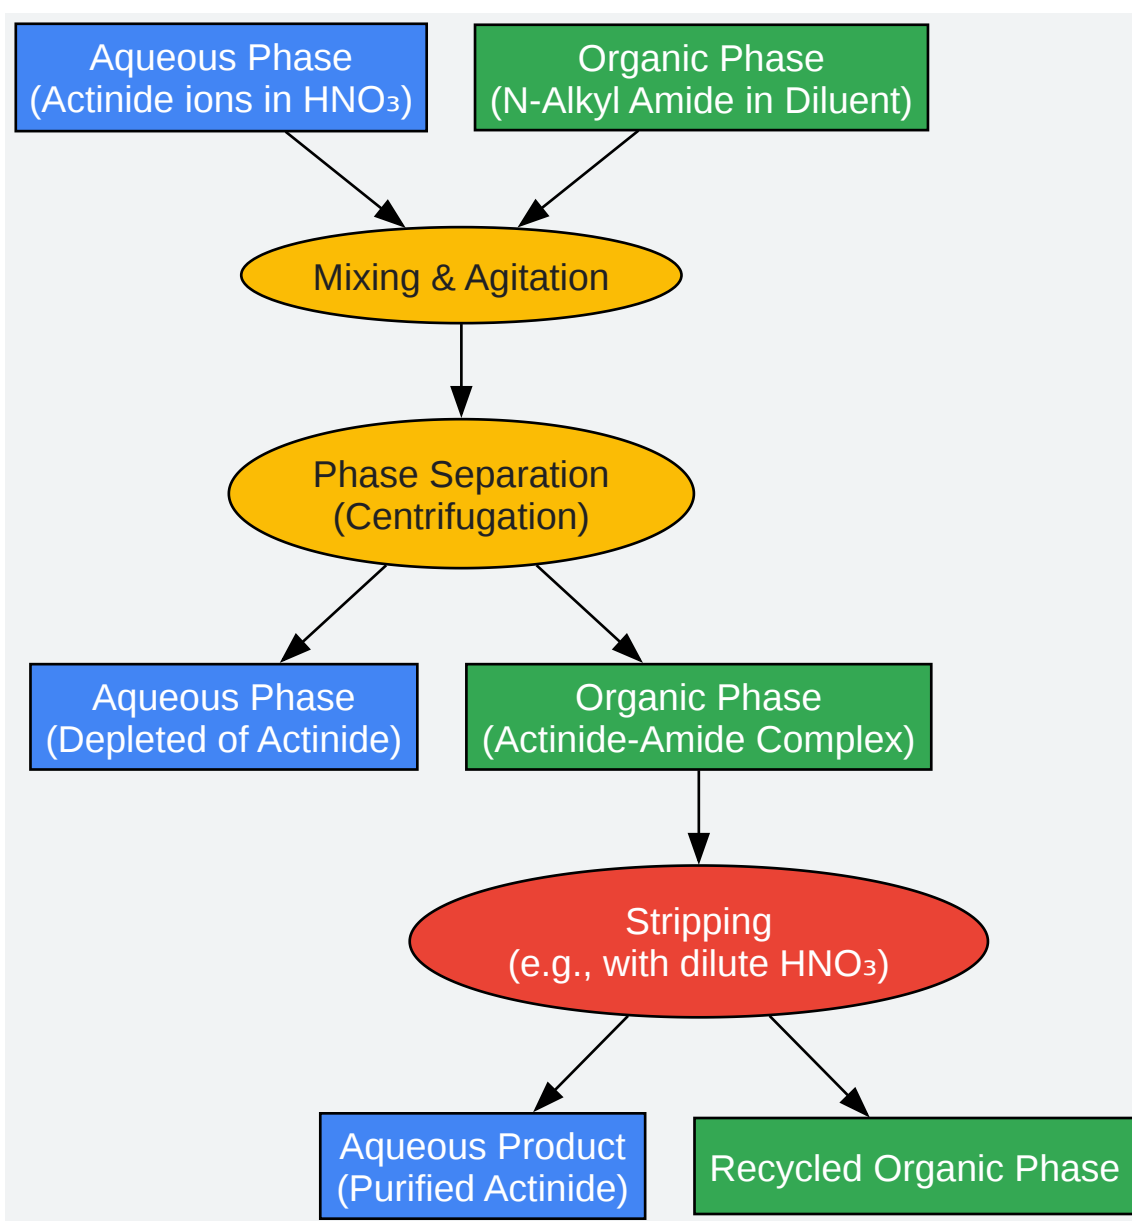 Aqueous Phase
(Actinide ions in HNO₃)
Organic Phase
(N-Alkyl Amide in Diluent)
Mixing & Agitation
Phase Separation
(Centrifugation)
Aqueous Phase
(Depleted of Actinide)
Organic Phase
(Actinide-Amide Complex)
Stripping
(e.g., with dilute HNO₃)
Aqueous Product
(Purified Actinide)
Recycled Organic Phase